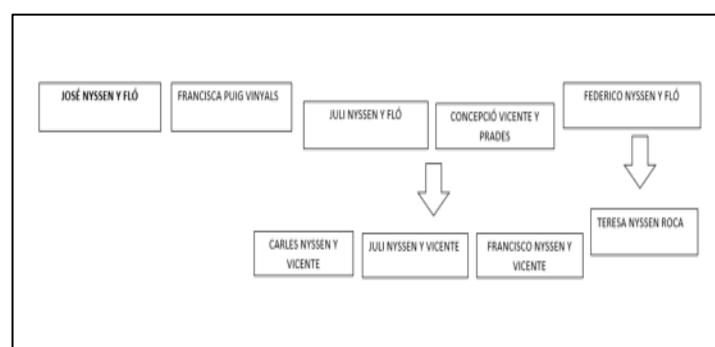 JOSÉ NYSSEN Y FLÓ
FRANCISCA PUIG VINYALS
JULI NYSSEN Y FLÓ
CONCEPCIÓ VICENTE Y
PRADES
FEDERICO NYSSEN Y FLÓ
CARLES NYSSEN Y
VICENTE
JULI NYSSEN Y VICENTE
FRANCISCO NYSSEN Y
VICENTE
TERESA NYSSEN ROCA